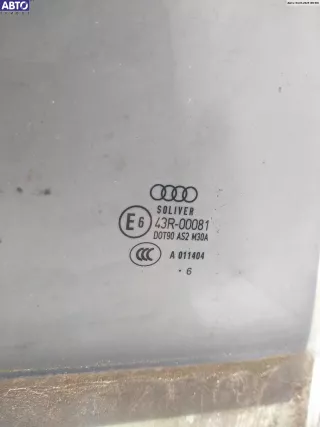 АВТО
SOLIVER
E6 43R-00081
DOT90 AS2 M30A
CCC A 011404
. 6